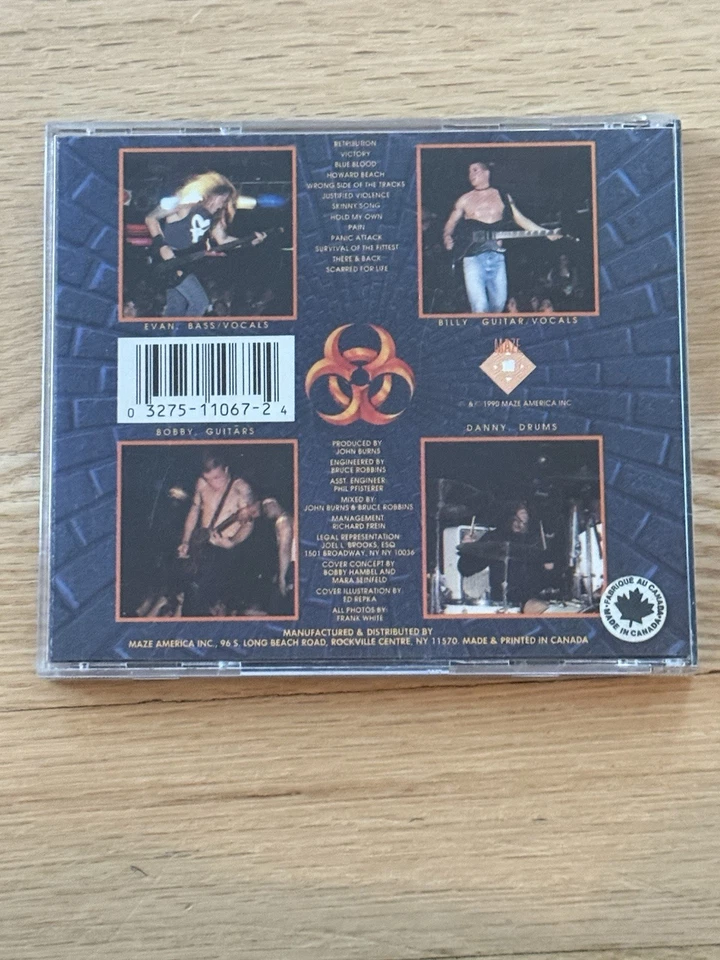 RETRIBUTION
VICTORY
BLUE BLOOD
HOWARD BEACH
WRONG SIDE OF THE TRACKS
JUSTIFIED VIOLENCE
SKINNY SONG
HOLD MY OWN
PAIN
PANIC ATTACK
SURVIVAL OF THE FITTEST
THERE & BACK
SCARRED FOR LIFE
EVAN, BASS/VOCALS
BILLY, GUITAR/VOCALS
0 3275-11067-2 4
MAZE
& 1990 MAZE AMERICA INC
BOBBY, GUITARS
DANNY, DRUMS
PRODUCED BY
JOHN BURNS
ENGINEERED BY
BRUCE ROBBINS
ASST. ENGINEER:
PHIL PFISTERER
MIXED BY:
JOHN BURNS & BRUCE ROBBINS
MANAGEMENT:
RICHARD FREIN
LEGAL REPRESENTATION:
JOEL L. BROOKS, ESQ
1501 BROADWAY, NY NY 10036
COVER CONCEPT BY
BOBBY HAMBEL AND
MARA SEINFELD
COVER ILLUSTRATION BY:
ED REPKA
ALL PHOTOS BY:
FRANK WHITE
FABRIQUÉ AU CANADA
MADE IN CANADA
MANUFACTURED & DISTRIBUTED BY
MAZE AMERICA INC., 96 S. LONG BEACH ROAD, ROCKVILLE CENTRE, NY 11570. MADE & PRINTED IN CANADA